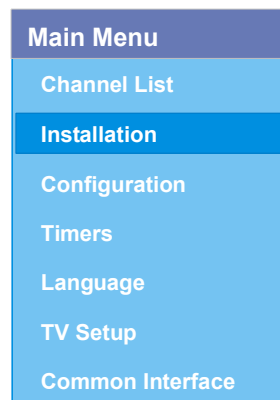 Main Menu
Channel List
Installation
Configuration
Timers
Language
TV Setup
Common Interface